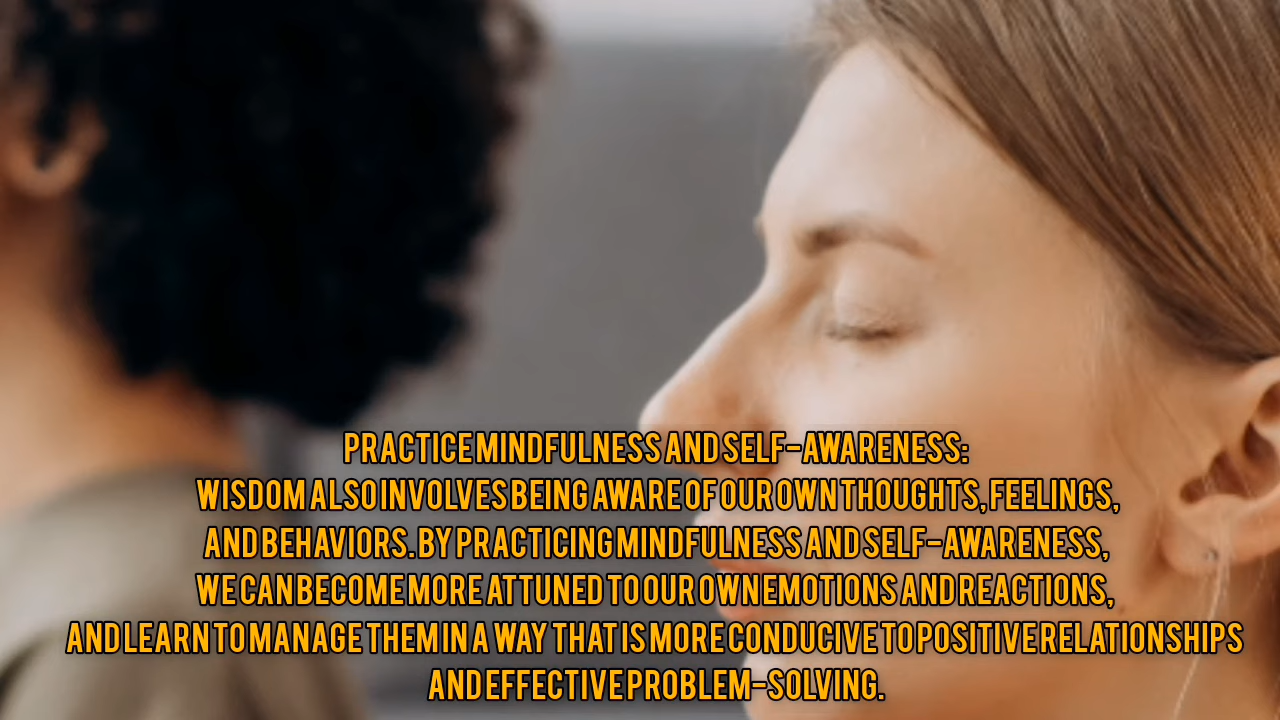 PRACTICE MINDFULNESS AND SELF-AWARENESS:
WISDOM ALSO INVOLVES BEING AWARE OF OUR OWN THOUGHTS, FEELINGS,
AND BEHAVIORS. BY PRACTICING MINDFULNESS AND SELF-AWARENESS,
WE CAN BECOME MORE ATTUNED TO OUR OWN EMOTIONS AND REACTIONS,
AND LEARN TO MANAGE THEM IN A WAY THAT IS MORE CONDUCIVE TO POSITIVE RELATIONSHIPS
AND EFFECTIVE PROBLEM-SOLVING.